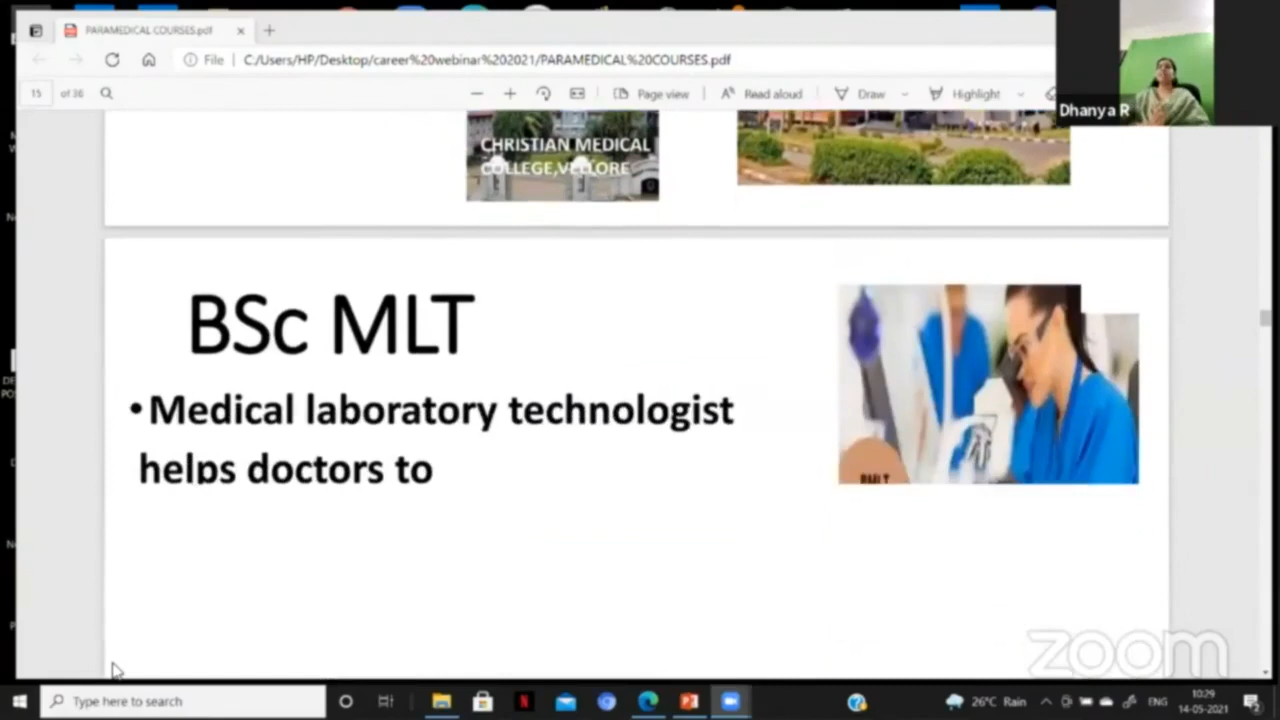 PARAMEDICAL COURSES.pdf
File
C:/Users/HP/Desktop/career%20webinar%202021/PARAMEDICAL%20COURSES.pdf
15 of 36
Page view
Read aloud
Draw
Highlight
Dhanya R
CHRISTIAN MEDICAL
COLLEGE,VELLORE
BSc MLT
• Medical laboratory technologist
helps doctors to
BMLT
zoom
Type here to search
26°C Rain
ENG
10:29
14-05-2021
2